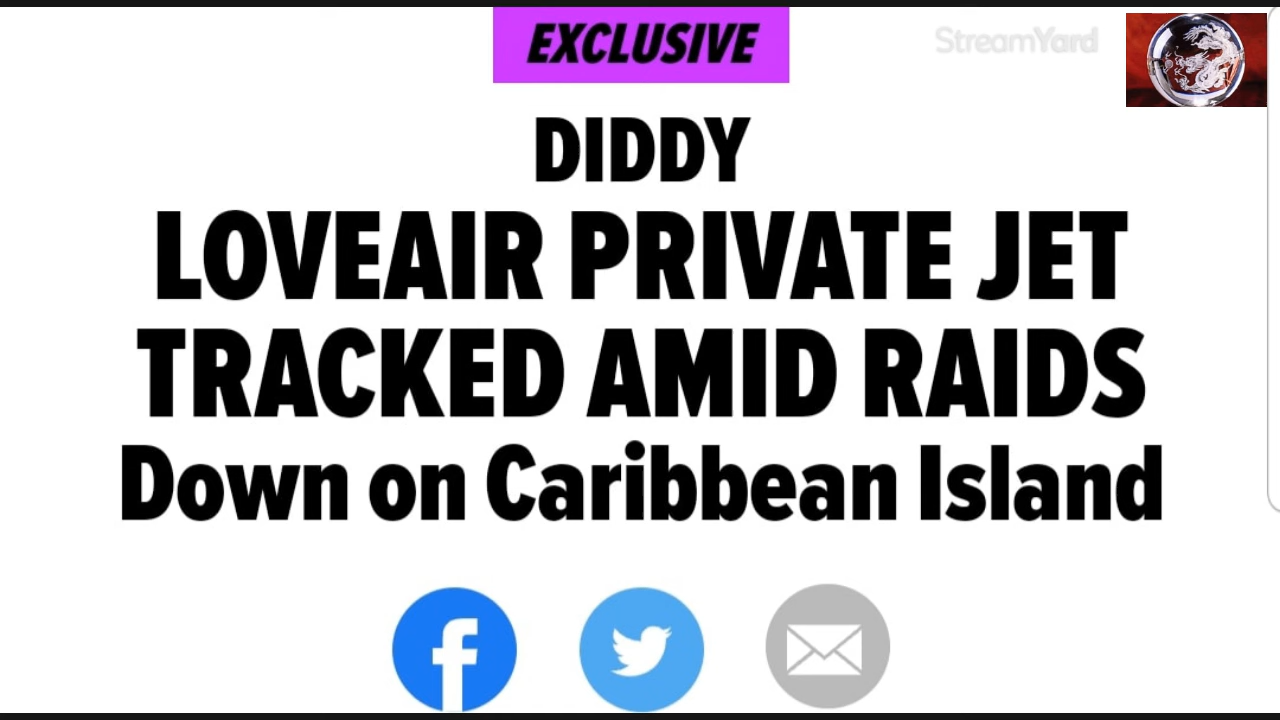 EXCLUSIVE
StreamYard
DIDDY
LOVEAIR PRIVATE JET
TRACKED AMID RAIDS
Down on Caribbean Island